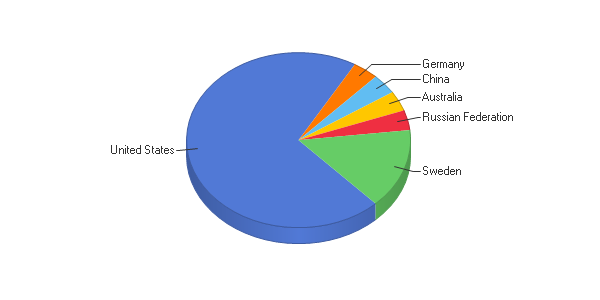 Germany
China
Australia
Russian Federation
United States
Sweden